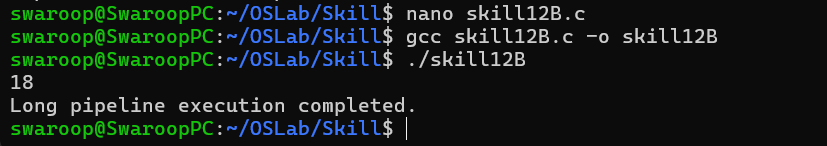 swaroop@SwaroopPC:~/OSLab/Skill$ nano skill12B.c
swaroop@SwaroopPC:~/OSLab/Skill$ gcc skill12B.c -o skill12B
swaroop@SwaroopPC:~/OSLab/Skill$ ./skill12B
18
Long pipeline execution completed.
swaroop@SwaroopPC:~/OSLab/Skill$